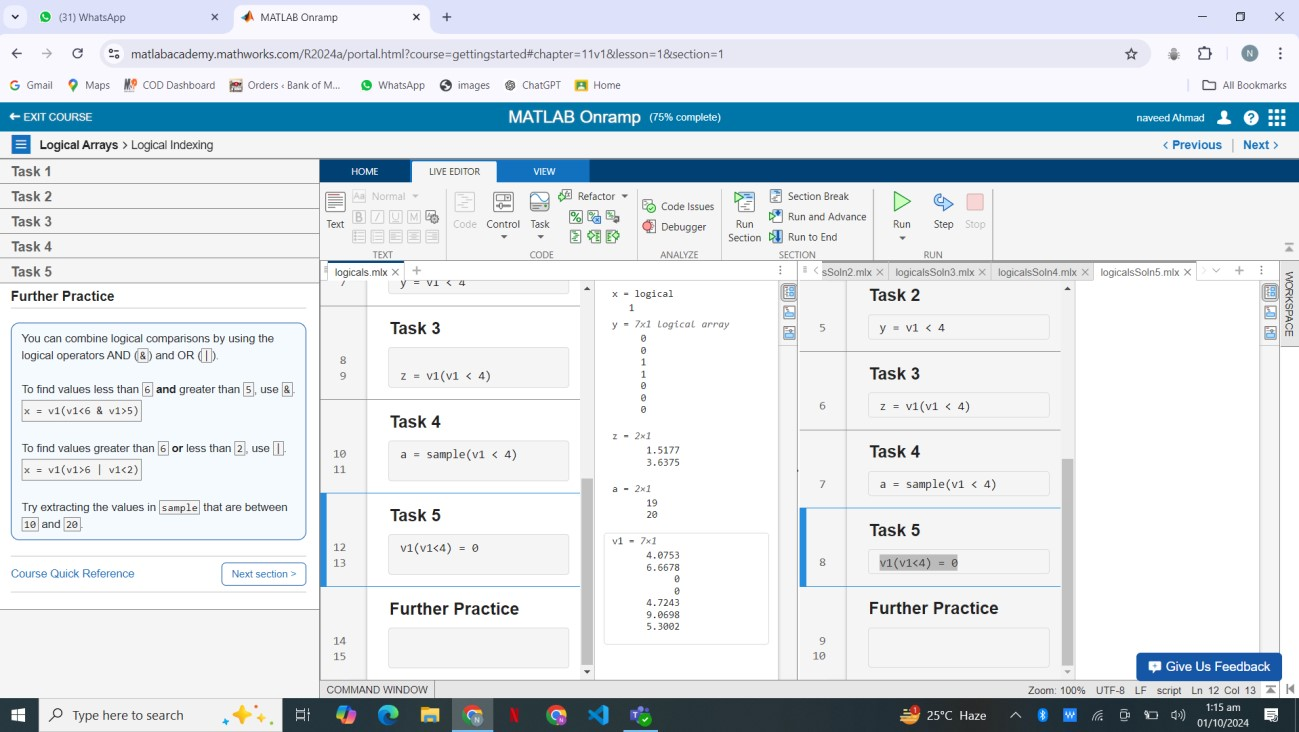 (31) WhatsApp
MATLAB Onramp
matlabacademy.mathworks.com/R2024a/portal.html?course=gettingstarted#chapter=11v1&lesson=1&section=1
N
Gmail Maps COD Dashboard Orders ‹ Bank of M... WhatsApp images ChatGPT Home All Bookmarks
EXIT COURSE MATLAB Onramp (75% complete) naveed Ahmad
Logical Arrays > Logical Indexing < Previous Next >
Task 1
Task 2
Task 3
Task 4
Task 5
Further Practice
You can combine logical comparisons by using the
logical operators AND (&) and OR (|).
To find values less than 6 and greater than 5, use &.
x = v1(v1<6 & v1>5)
To find values greater than 6 or less than 2, use |.
x = v1(v1>6 | v1<2)
Try extracting the values in sample that are between
10 and 20.
Course Quick Reference Next section >
HOME LIVE EDITOR VIEW
Text Aa Normal
B I U M
TEXT
Code Control Task Refactor
CODE
Code Issues
Debugger
ANALYZE
Run Section
Section Break
Run and Advance
Run to End
SECTION
Run Step Stop
RUN
logicals.mlx
7 y = v1 < 4
Task 3
8
9 z = v1(v1 < 4)
Task 4
10 a = sample(v1 < 4)
11
Task 5
12 v1(v1<4) = 0
13
Further Practice
14
15
x = logical
1
y = 7x1 logical array
0
0
1
1
0
0
0
z = 2x1
1.5177
3.6375
a = 2x1
19
20
v1 = 7x1
4.0753
6.6678
0
0
4.7243
9.0698
5.3002
sSoln2.mlx logicalsSoln3.mlx logicalsSoln4.mlx logicalsSoln5.mlx
Task 2
5 y = v1 < 4
Task 3
6 z = v1(v1 < 4)
Task 4
7 a = sample(v1 < 4)
Task 5
8 v1(v1<4) = 0
Further Practice
9
10
WORKSPACE
Give Us Feedback
COMMAND WINDOW
Zoom: 100% UTF-8 LF script Ln 12 Col 13
Type here to search
25°C Haze
1:15 am
01/10/2024